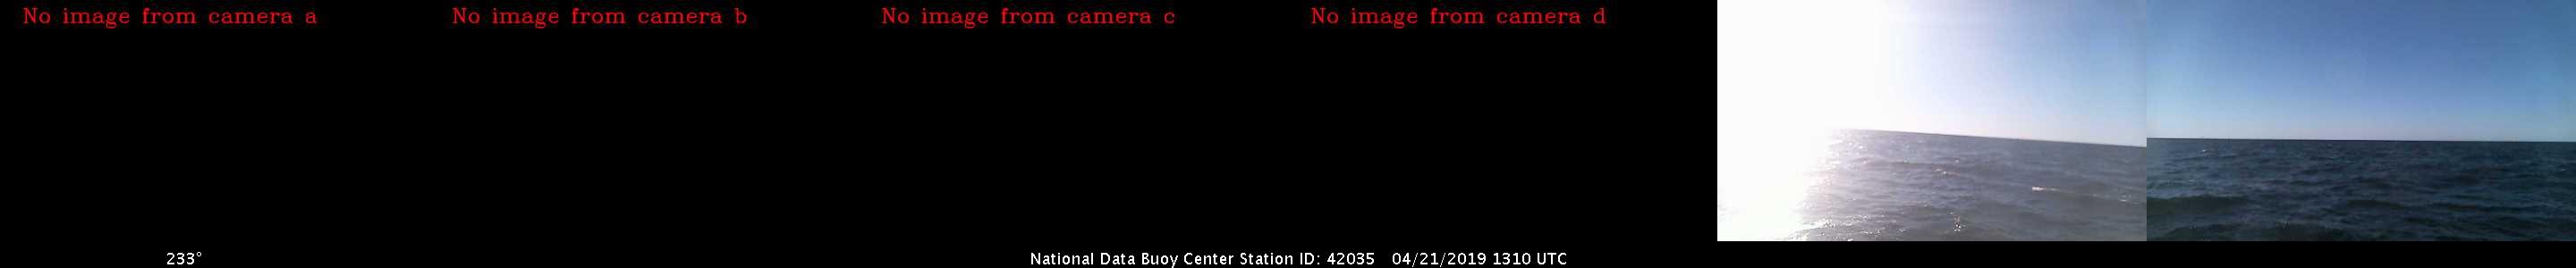 No image from camera a
No image from camera b
No image from camera c
No image from camera d
233°
National Data Buoy Center Station ID: 42035 04/21/2019 1310 UTC